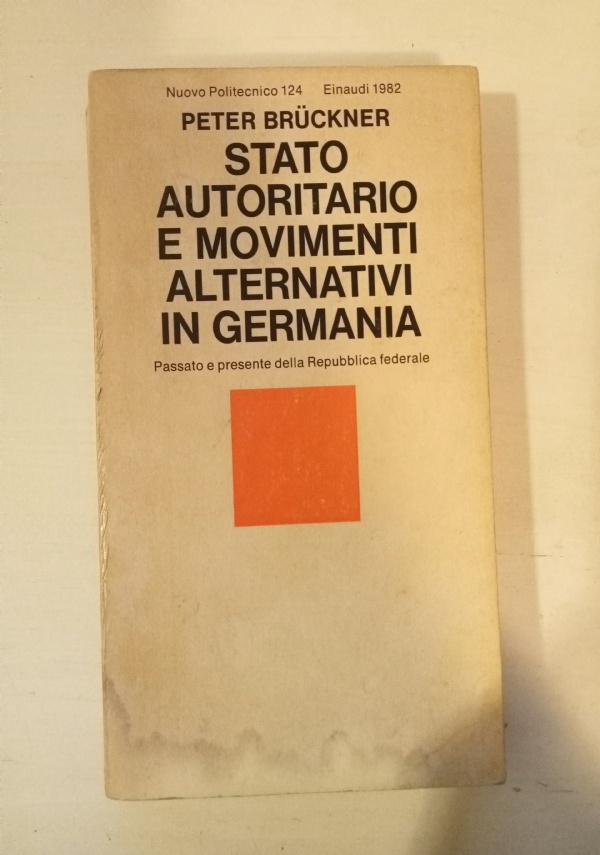 Nuovo Politecnico 124 Einaudi 1982
PETER BRÜCKNER
STATO
AUTORITARIO
E MOVIMENTI
ALTERNATIVI
IN GERMANIA
Passato e presente della Repubblica federale